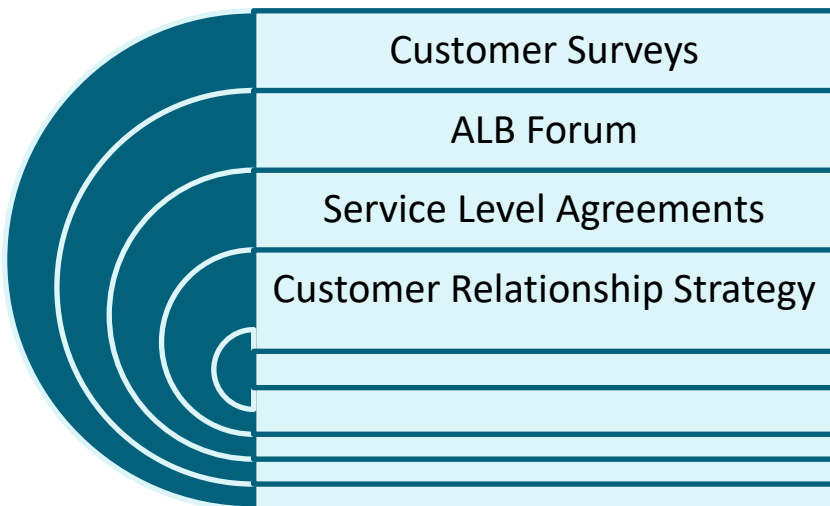 Customer Surveys
ALB Forum
Service Level Agreements
Customer Relationship Strategy